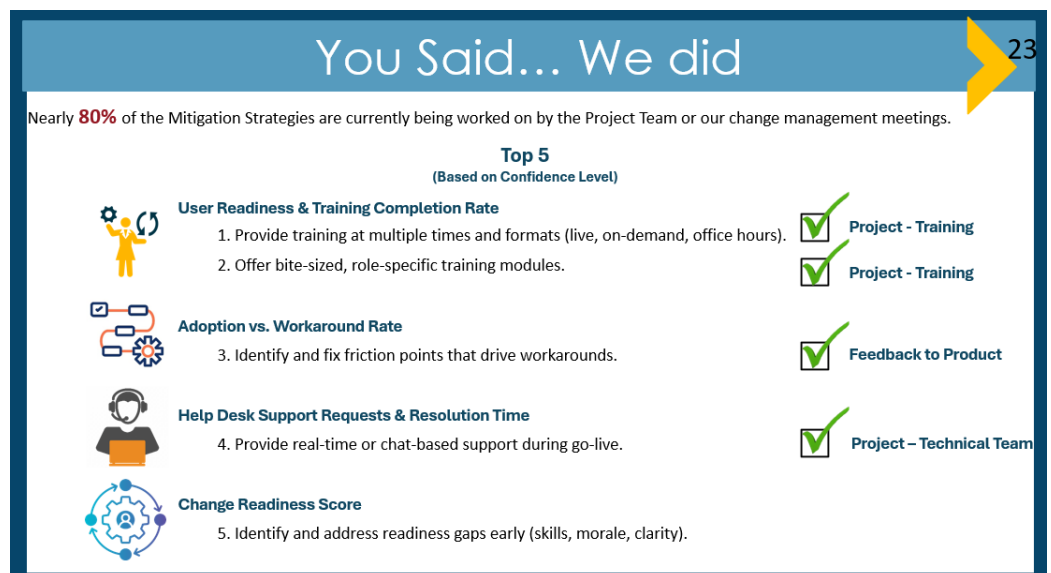 You Said... We did
23
Nearly 80% of the Mitigation Strategies are currently being worked on by the Project Team or our change management meetings.
Top 5
(Based on Confidence Level)
User Readiness & Training Completion Rate
1. Provide training at multiple times and formats (live, on-demand, office hours).
Project - Training
2. Offer bite-sized, role-specific training modules.
Project - Training
Adoption vs. Workaround Rate
3. Identify and fix friction points that drive workarounds.
Feedback to Product
Help Desk Support Requests & Resolution Time
4. Provide real-time or chat-based support during go-live.
Project – Technical Team
Change Readiness Score
5. Identify and address readiness gaps early (skills, morale, clarity).